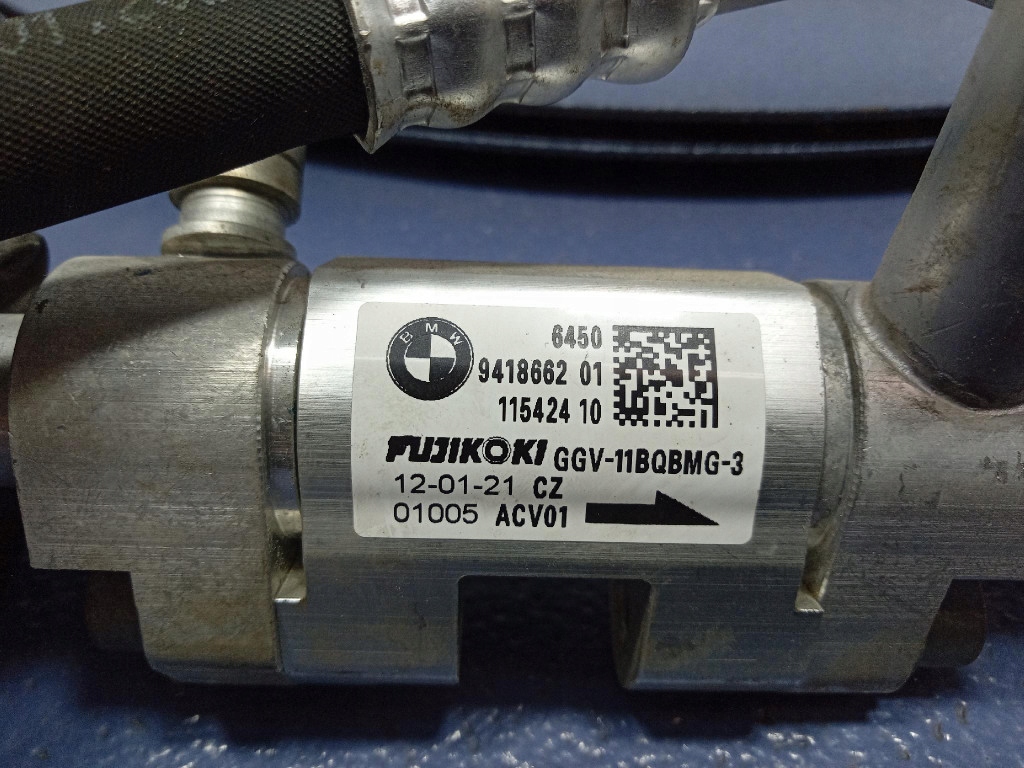 BMW
6450
9418662 01
115424 10
FUJIKOKI GGV-11BQBMG-3
12-01-21 CZ
01005 ACV01